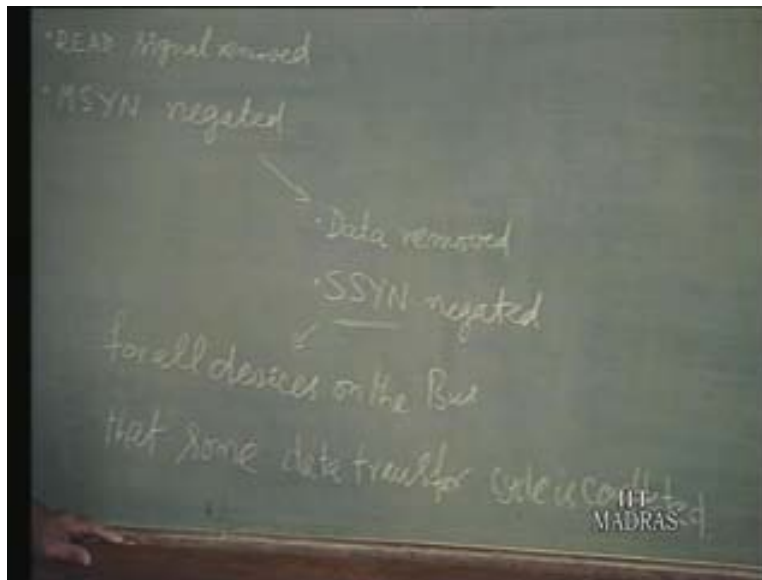 • READ signal removed
• MSYN negated
• Data removed
• SSYN negated
for all devices on the Bus
that some data transfer cycle is completed
IIT
MADRAS